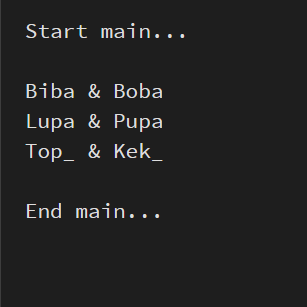 Start main...
Biba & Boba
Lupa & Pupa
Top_ & Kek_
End main...